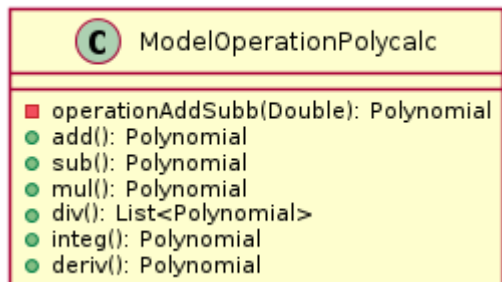 C ModelOperationPolycalc
operationAddSubb(Double): Polynomial
add(): Polynomial
sub(): Polynomial
mul(): Polynomial
div(): List<Polynomial>
integ(): Polynomial
deriv(): Polynomial